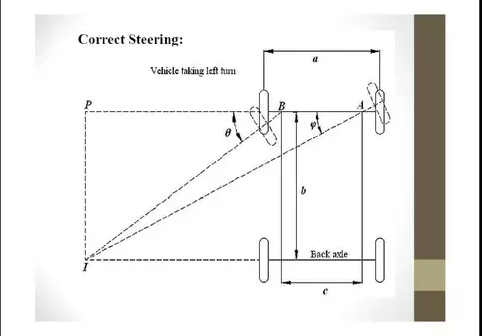 Correct Steering:
a
Vehicle taking left turn
P
B
A
θ
φ
b
I
Back axle
c